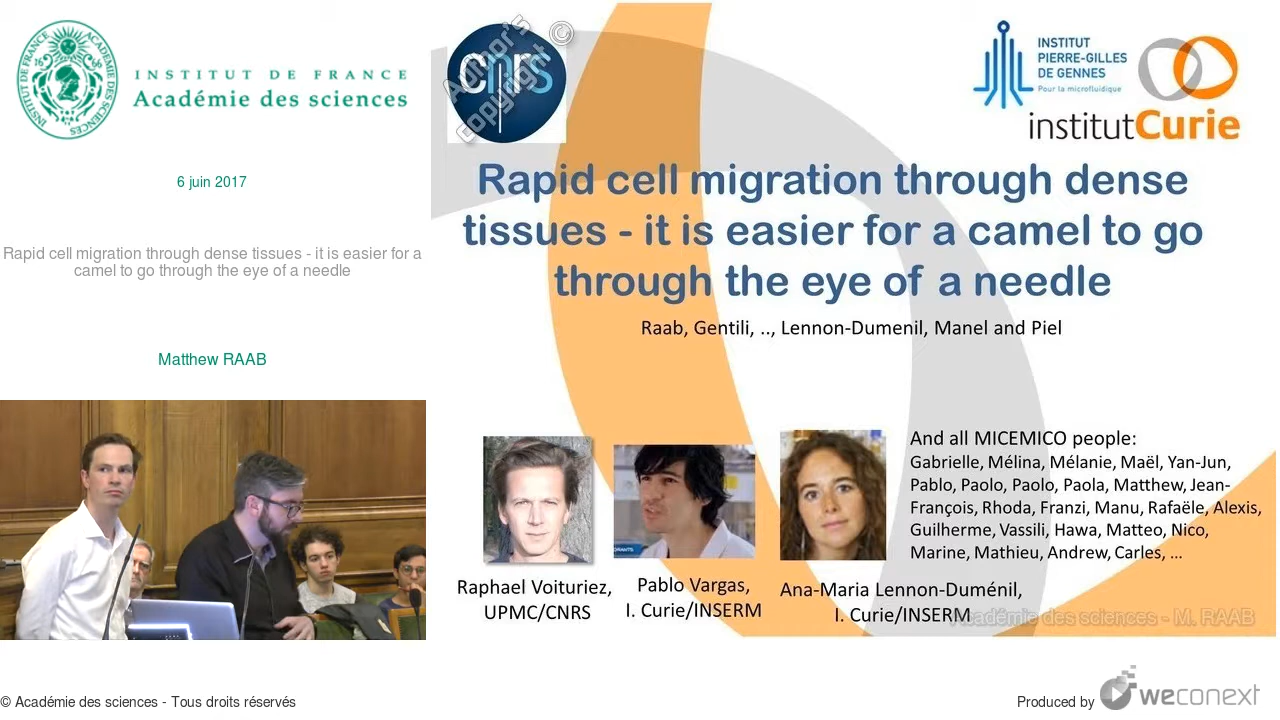 INSTITUT DE FRANCE
Académie des sciences
6 juin 2017
Rapid cell migration through dense tissues - it is easier for a
camel to go through the eye of a needle
Matthew RAAB
Author's
Copyright ©
cnrs
INSTITUT
PIERRE-GILLES
DE GENNES
Pour la microfluidique
institutCurie
Rapid cell migration through dense
tissues - it is easier for a camel to go
through the eye of a needle
Raab, Gentili, .., Lennon-Dumenil, Manel and Piel
And all MICEMICO people:
Gabrielle, Mélina, Mélanie, Maël, Yan-Jun,
Pablo, Paolo, Paolo, Paola, Matthew, Jean-
François, Rhoda, Franzi, Manu, Rafaële, Alexis,
Guilherme, Vassili, Hawa, Matteo, Nico,
Marine, Mathieu, Andrew, Carles, ...
Raphael Voituriez,
UPMC/CNRS
Pablo Vargas,
I. Curie/INSERM
Ana-Maria Lennon-Duménil,
I. Curie/INSERM
Académie des sciences - M. RAAB
© Académie des sciences - Tous droits réservés
Produced by weconext